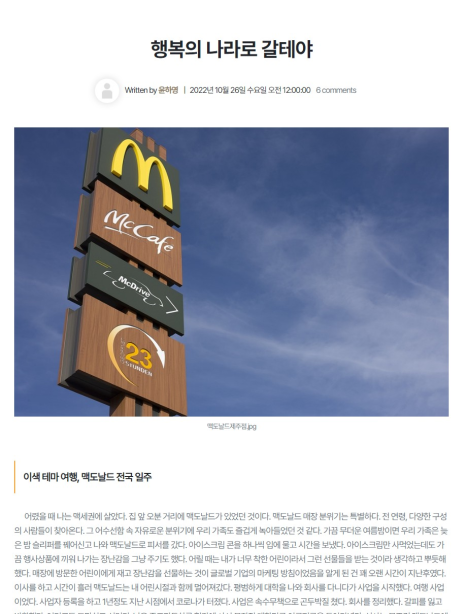 행복의 나라로 갈테야
Written by 윤하영 | 2022년 10월 26일 수요일 오전 12:00:00 6 comments
McCafe
McDrive
23
STUNDEN
맥도날드제주점.jpg
이색 테마 여행, 맥도날드 전국 일주
어렸을 때 나는 맥세권에 살았다. 집 앞 오분 거리에 맥도날드가 있었던 것이다. 맥도날드 매장 분위기는 특별하다. 전 연령, 다양한 구성
의 사람들이 찾아온다. 그 어수선함 속 자유로운 분위기에 우리 가족도 즐겁게 녹아들었던 것 같다. 가끔 무더운 여름밤이면 우리 가족은 늦
은 밤 슬리퍼를 꿰어신고 나와 맥도날드로 피서를 갔다. 아이스크림 콘을 하나씩 입에 물고 시간을 보냈다. 아이스크림만 사먹었는데도 가
끔 행사상품에 끼워 나가는 장난감을 그냥 주기도 했다. 어릴 때는 내가 너무 착한 어린이라서 그런 선물들을 받는 것이라 생각하고 뿌듯해
했다. 매장에 방문한 어린이에게 재고 장난감을 선물하는 것이 글로벌 기업의 마케팅 방침이었음을 알게 된 건 꽤 오랜 시간이 지난후였다.
이사를 하고 시간이 흘러 맥도날드는 내 어린시절과 함께 멀어져갔다. 평범하게 대학을 나와 회사를 다니다가 사업을 시작했다. 여행 사업
이었다. 사업자 등록을 하고 1년정도 지난 시점에서 코로나가 터졌다. 사업은 속수무책으로 곤두박질 쳤다. 회사를 정리했다. 갈피를 잃고